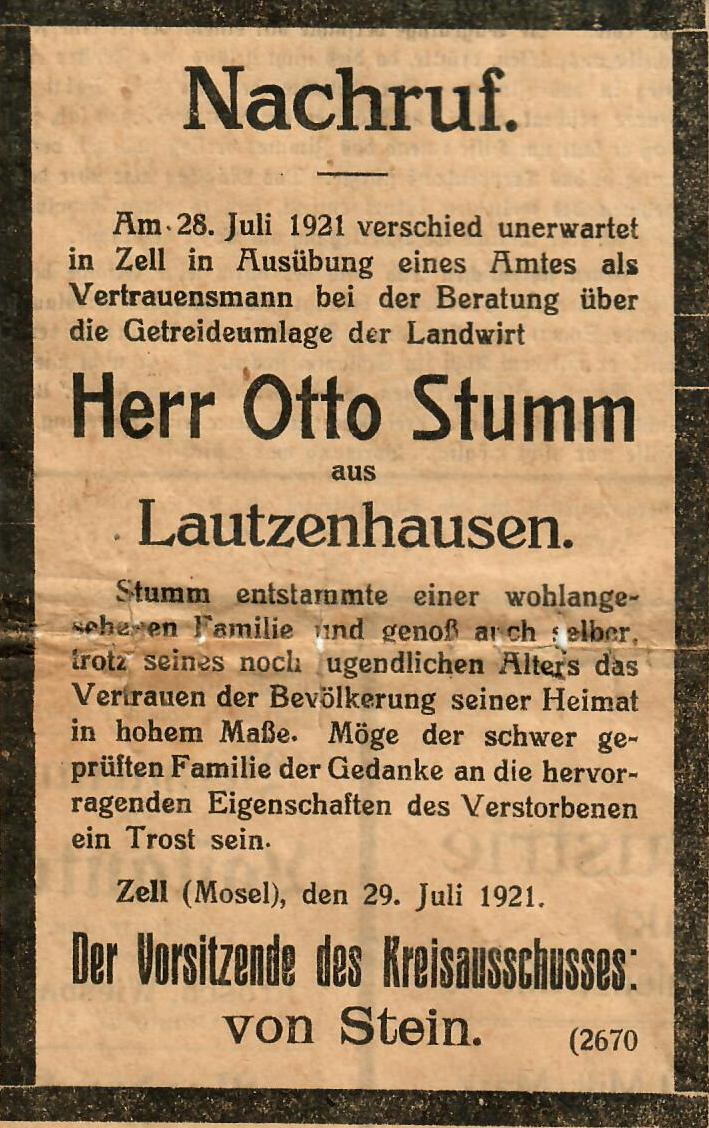 Nachruf.
Am 28. Juli 1921 verschied unerwartet
in Zell in Ausübung eines Amtes als
Vertrauensmann bei der Beratung über
die Getreideumlage der Landwirt
Herr Otto Stumm
aus
Lautzenhausen.
Stumm entstammte einer wohlange-
sehenen Familie und genoß auch selber,
trotz seines noch jugendlichen Alters das
Vertrauen der Bevölkerung seiner Heimat
in hohem Maße. Möge der schwer ge-
prüften Familie der Gedanke an die hervor-
ragenden Eigenschaften des Verstorbenen
ein Trost sein.
Zell (Mosel), den 29. Juli 1921.
Der Vorsitzende des Kreisausschusses:
von Stein. (2670